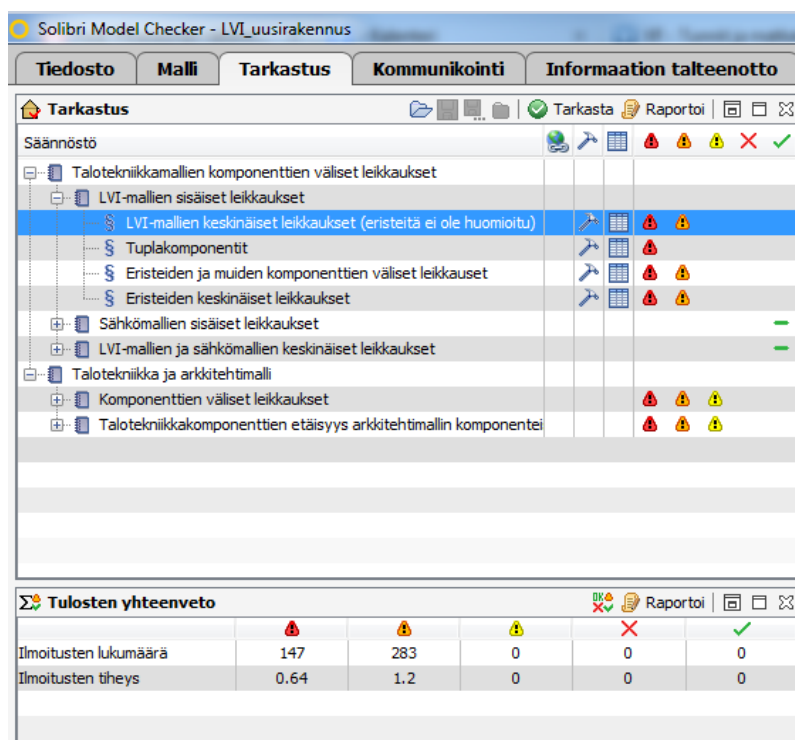 Solibri Model Checker - LVI_uusirakennus
Tiedosto Malli Tarkastus Kommunikointi Informaation talteenotto
Tarkastus Tarkasta Raportoi
Säännöstö
Talotekniikkamallien komponenttien väliset leikkaukset
LVI-mallien sisäiset leikkaukset
§ LVI-mallien keskinäiset leikkaukset (eristeitä ei ole huomioitu)
§ Tuplakomponentit
§ Eristeiden ja muiden komponenttien väliset leikkauset
§ Eristeiden keskinäiset leikkaukset
Sähkömallien sisäiset leikkaukset
LVI-mallien ja sähkömallien keskinäiset leikkaukset
Talotekniikka ja arkkitehtimalli
Komponenttien väliset leikkaukset
Talotekniikkakomponenttien etäisyys arkkitehtimallin komponentei
Tulosten yhteenveto Raportoi
Ilmoitusten lukumäärä 147 283 0 0 0
Ilmoitusten tiheys 0.64 1.2 0 0 0